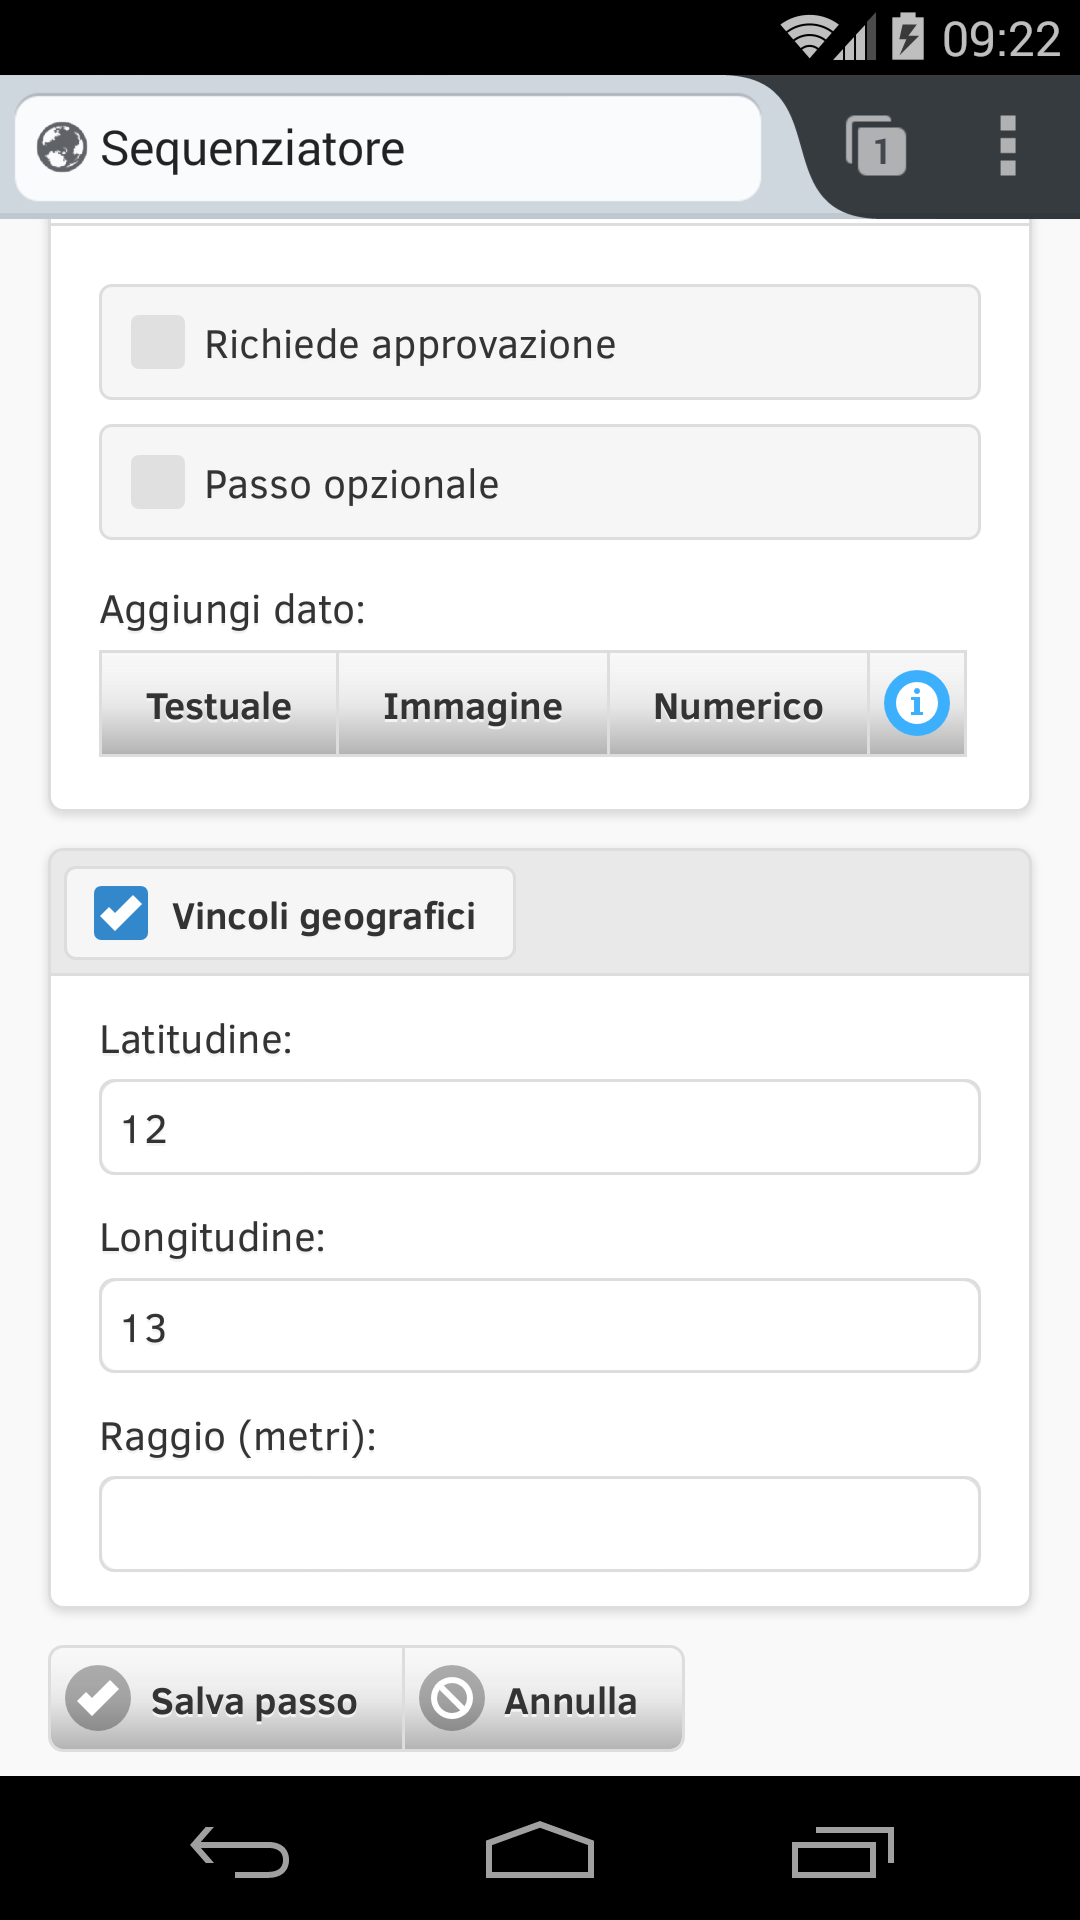 09:22
Sequenziatore
1
Richiede approvazione
Passo opzionale
Aggiungi dato:
Testuale Immagine Numerico i
Vincoli geografici
Latitudine:
12
Longitudine:
13
Raggio (metri):
Salva passo Annulla